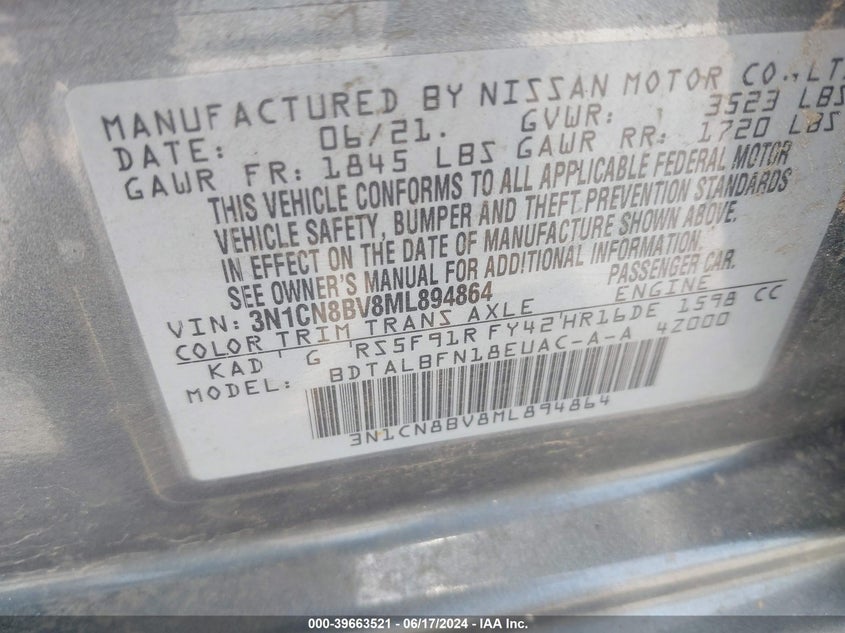 MANUFACTURED BY NISSAN MOTOR CO., LT
DATE: 06/21. GVWR: 3523 LBS
GAWR FR: 1845 LBS GAWR RR: 1720 LBS
THIS VEHICLE CONFORMS TO ALL APPLICABLE FEDERAL MOTOR
VEHICLE SAFETY, BUMPER AND THEFT PREVENTION STANDARDS
IN EFFECT ON THE DATE OF MANUFACTURE SHOWN ABOVE.
SEE OWNER'S MANUAL FOR ADDITIONAL INFORMATION.
VIN: 3N1CN8BV8ML894864 PASSENGER CAR.
COLOR TRIM TRANS AXLE ENGINE
KAD G RS5F91R FY42 HR16DE 1598 CC
MODEL: BDTALBFN18EUAC-A-A 4Z000
3N1CN8BV8ML894864
000-39663521 - 06/17/2024 - IAA Inc.